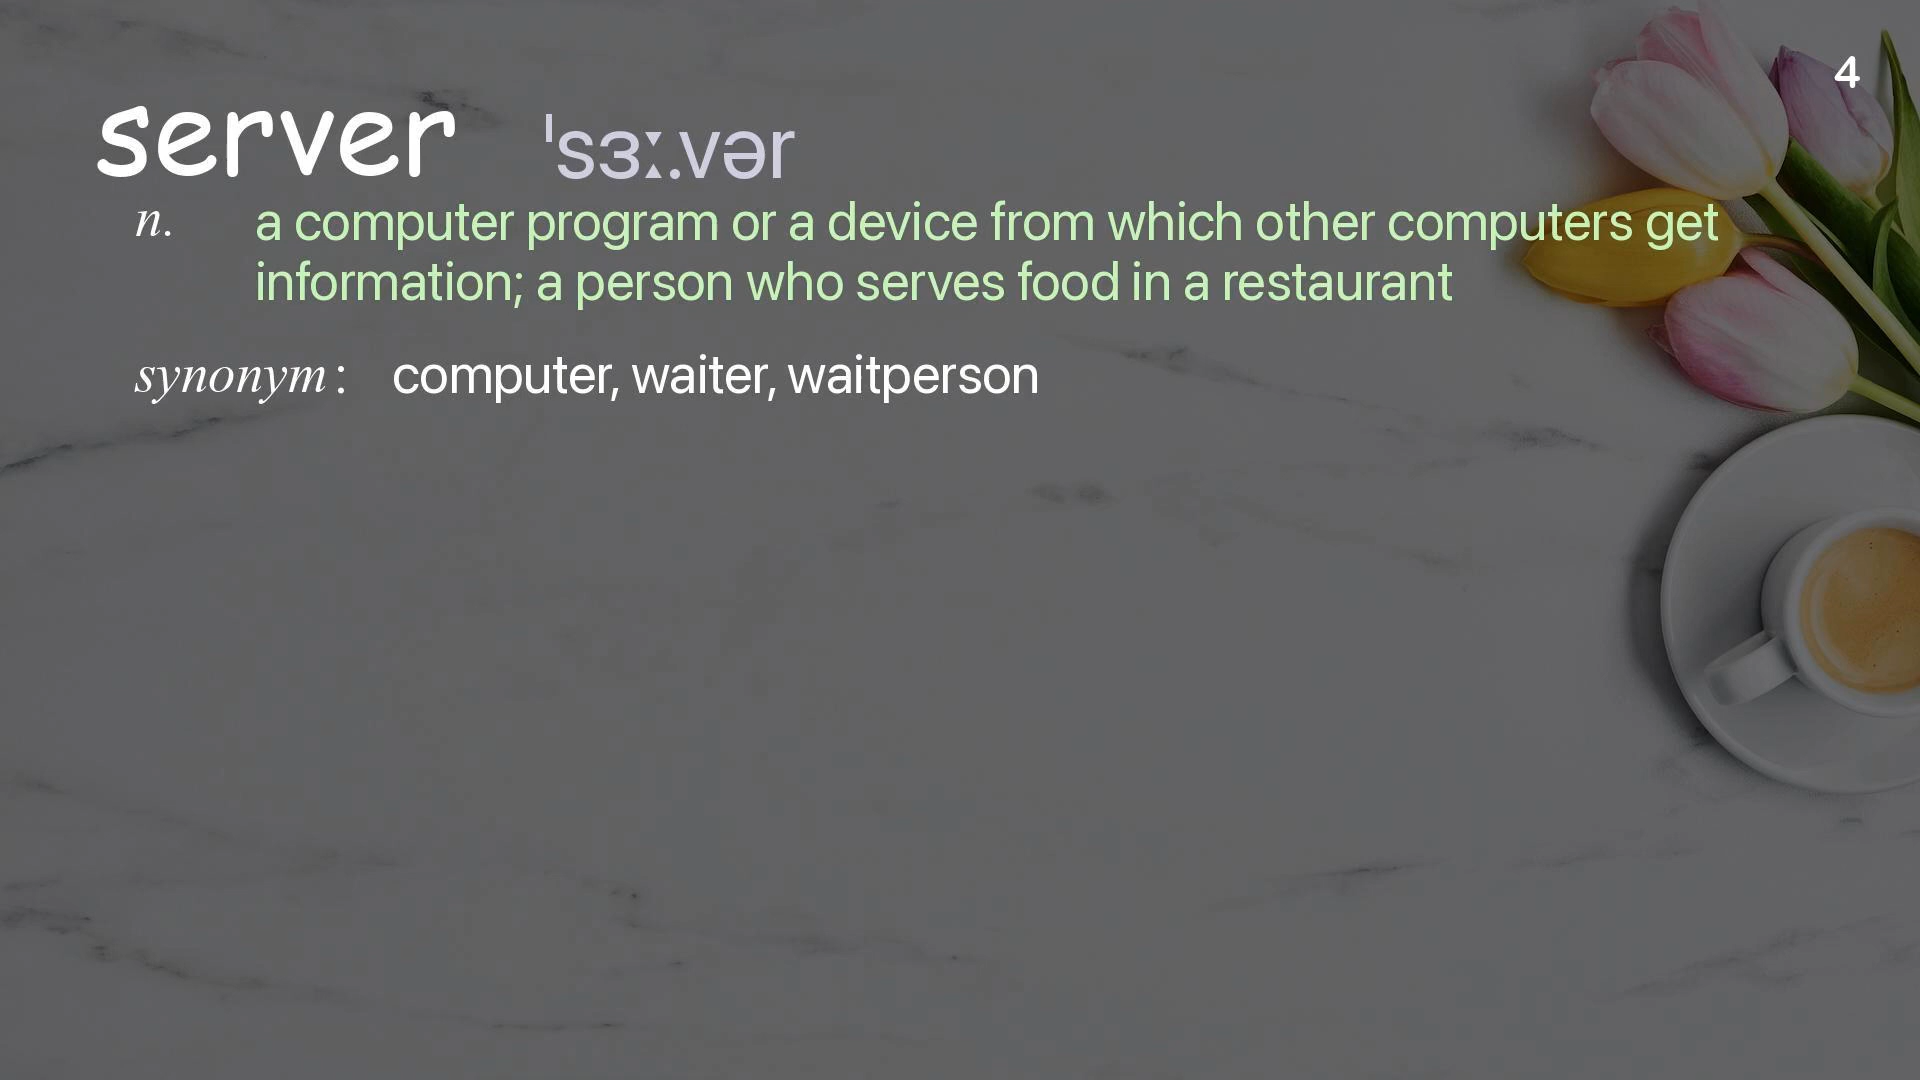 4
server ˈsɜː.vər
n. a computer program or a device from which other computers get
information; a person who serves food in a restaurant
synonym: computer, waiter, waitperson